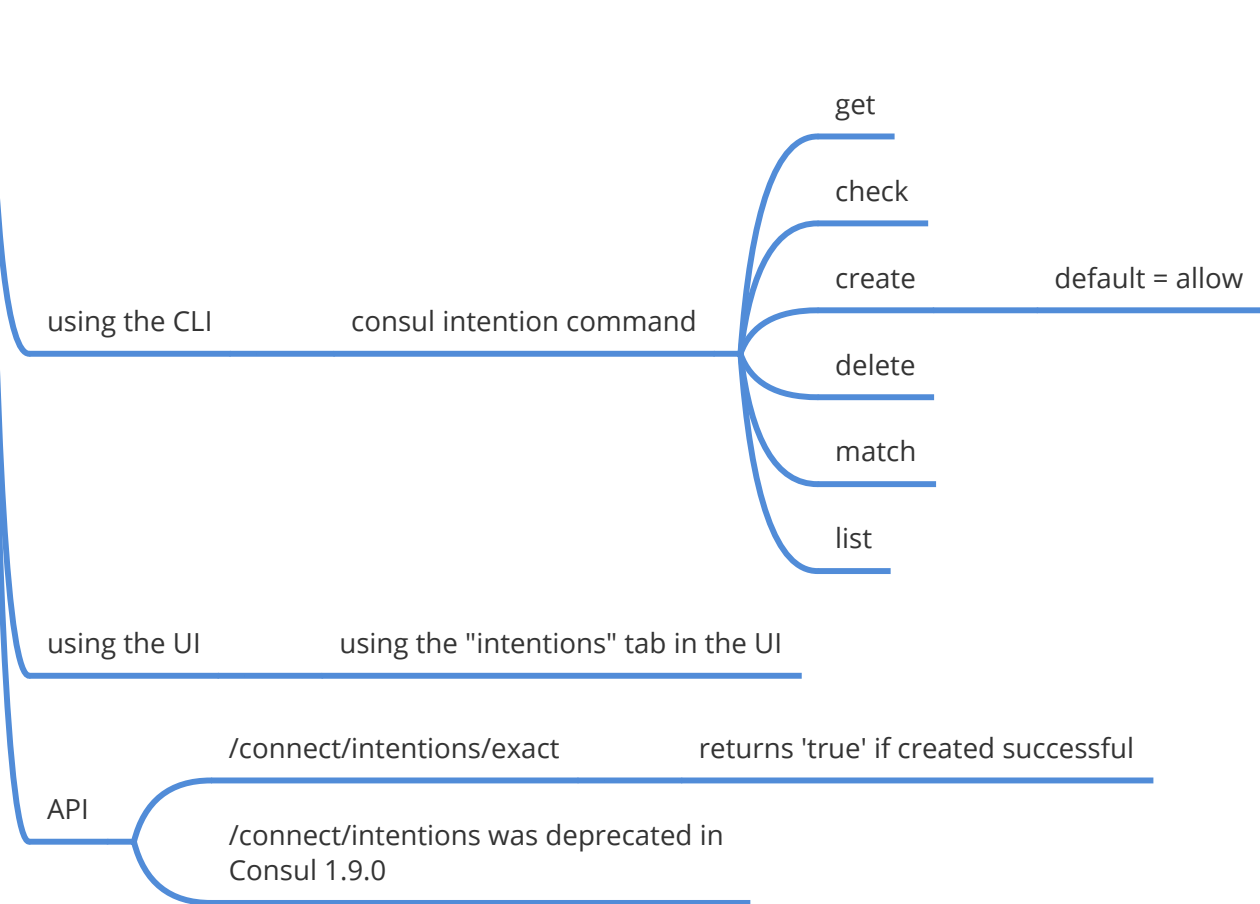 get
check
create
default = allow
using the CLI
consul intention command
delete
match
list
using the UI
using the "intentions" tab in the UI
/connect/intentions/exact
returns 'true' if created successful
API
/connect/intentions was deprecated in
Consul 1.9.0